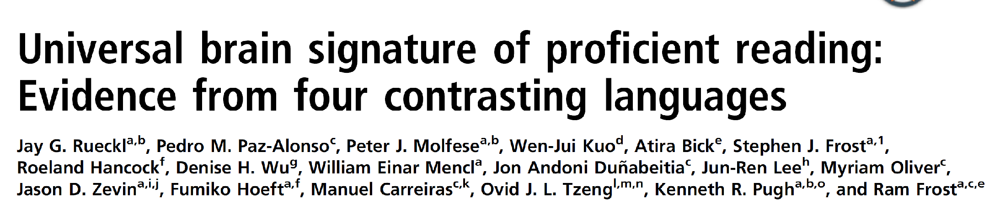 Universal brain signature of proficient reading:
Evidence from four contrasting languages
Jay G. Rueckl^a,b, Pedro M. Paz-Alonso^c, Peter J. Molfese^a,b, Wen-Jui Kuo^d, Atira Bick^e, Stephen J. Frost^a,1,
Roeland Hancock^f, Denise H. Wu^g, William Einar Mencl^a, Jon Andoni Duñabeitia^c, Jun-Ren Lee^h, Myriam Oliver^c,
Jason D. Zevin^a,i,j, Fumiko Hoeft^a,f, Manuel Carreiras^c,k, Ovid J. L. Tzeng^l,m,n, Kenneth R. Pugh^a,b,o, and Ram Frost^a,c,e